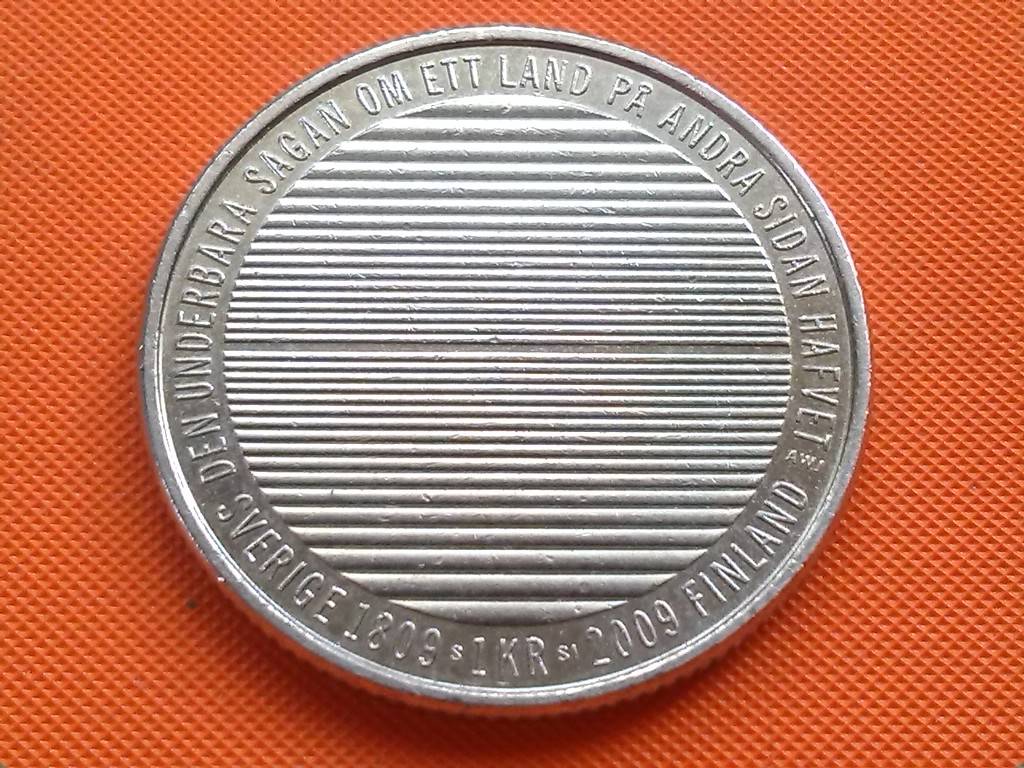 DEN UNDERBARA SAGAN OM ETT LAND PÅ ANDRA SIDAN HAFVET
AWJ
SVERIGE 1809 S 1 KR SI 2009 FINLAND